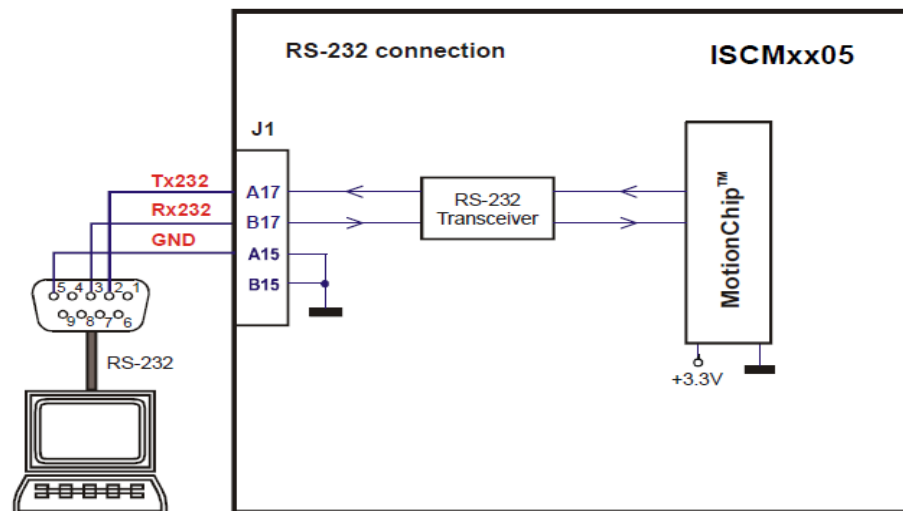 RS-232 connection
ISCMxx05
J1
Tx232
A17
RS-232
Transceiver
Rx232
B17
GND
A15
B15
MotionChip™
5 4 3 2 1
9 8 7 6
RS-232
+3.3V